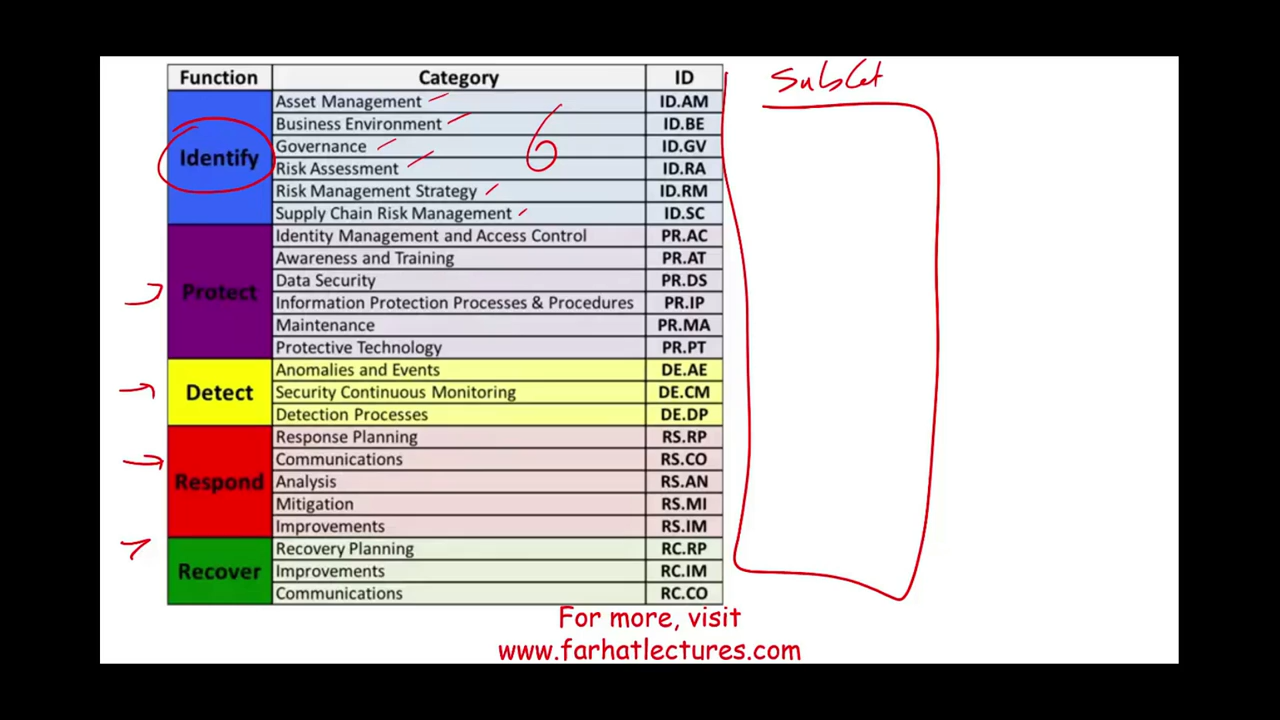 Function Category ID SubCat
Asset Management ID.AM
Business Environment ID.BE
Governance ID.GV
6
Identify
Risk Assessment ID.RA
Risk Management Strategy ID.RM
Supply Chain Risk Management ID.SC
Identity Management and Access Control PR.AC
Awareness and Training PR.AT
Data Security PR.DS
Protect
Information Protection Processes & Procedures PR.IP
Maintenance PR.MA
Protective Technology PR.PT
Anomalies and Events DE.AE
Detect Security Continuous Monitoring DE.CM
Detection Processes DE.DP
Response Planning RS.RP
Communications RS.CO
Respond Analysis RS.AN
Mitigation RS.MI
Improvements RS.IM
Recovery Planning RC.RP
Recover Improvements RC.IM
Communications RC.CO
For more, visit
www.farhatlectures.com